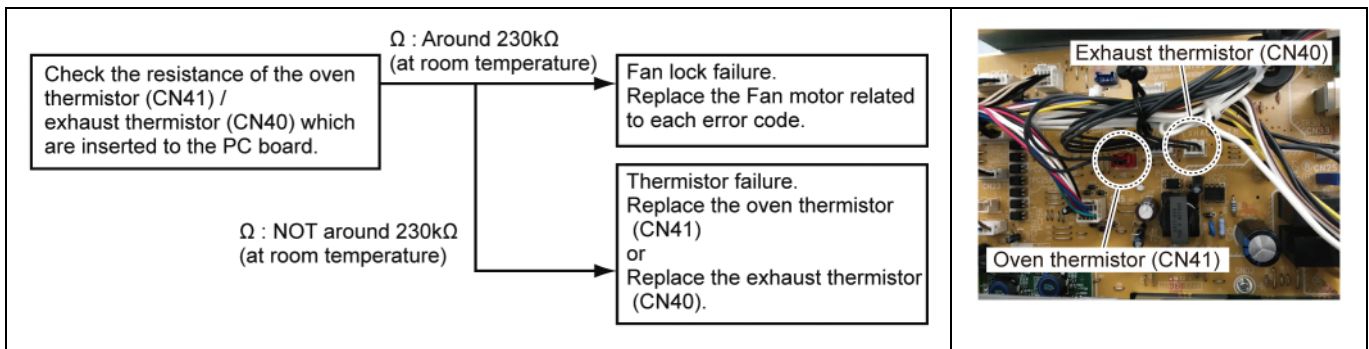 Check the resistance of the oven
thermistor (CN41) /
exhaust thermistor (CN40) which
are inserted to the PC board.
Ω : Around 230kΩ
(at room temperature)
Fan lock failure.
Replace the Fan motor related
to each error code.
Ω : NOT around 230kΩ
(at room temperature)
Thermistor failure.
Replace the oven thermistor
(CN41)
or
Replace the exhaust thermistor
(CN40).
Exhaust thermistor (CN40)
CN33
CN23
Oven thermistor (CN41)